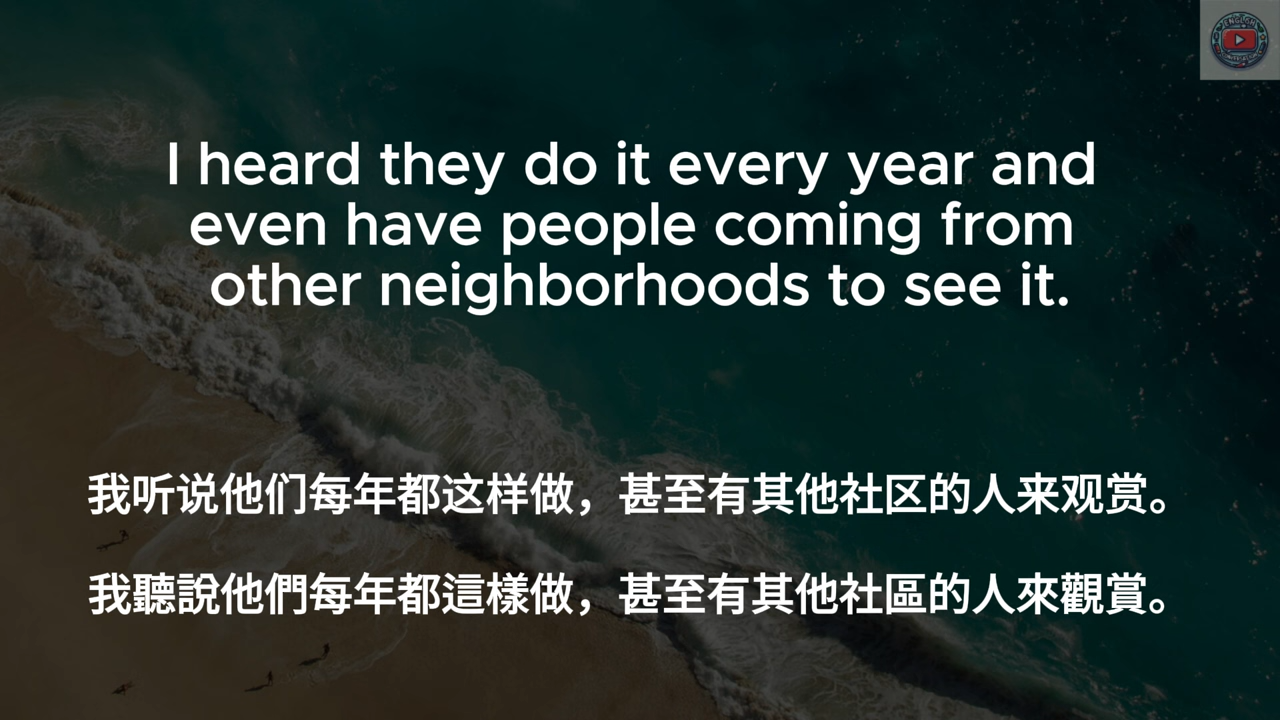 I heard they do it every year and
even have people coming from
other neighborhoods to see it.
我听说他们每年都这样做，甚至有其他社区的人来观赏。
我聽說他們每年都這樣做，甚至有其他社區的人來觀賞。